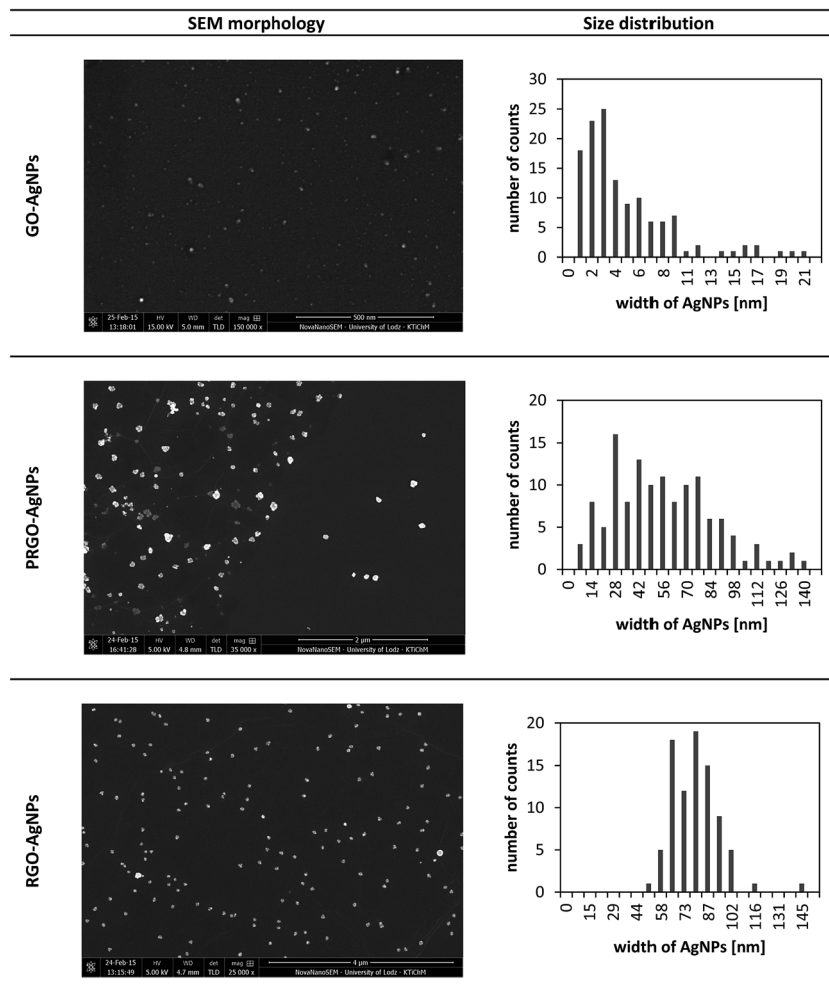 SEM morphology Size distribution
GO-AgNPs
25-Feb-15 HV WD det mag 500 nm
13:18:01 15.00 kV 5.0 mm TLD 150 000 x NovaNanoSEM - University of Lodz - KTiChM
number of counts
30
25
20
15
10
5
0
0 2 4 6 8 11 13 15 17 19 21
width of AgNPs [nm]
PRGO-AgNPs
24-Feb-15 HV WD det mag 2 µm
16:41:28 5.00 kV 4.8 mm TLD 35 000 x NovaNanoSEM - University of Lodz - KTiChM
number of counts
20
15
10
5
0
0 14 28 42 56 70 84 98 112 126 140
width of AgNPs [nm]
RGO-AgNPs
24-Feb-15 HV WD det mag 4 µm
13:15:49 5.00 kV 4.7 mm TLD 25 000 x NovaNanoSEM - University of Lodz - KTiChM
number of counts
20
15
10
5
0
0 15 29 44 58 73 87 102 116 131 145
width of AgNPs [nm]